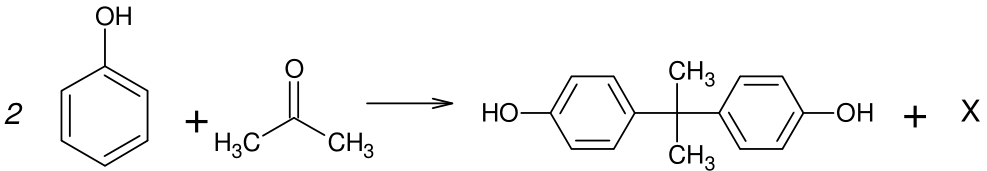 OH
2 + O
H3C CH3
HO CH3 CH3 OH + X